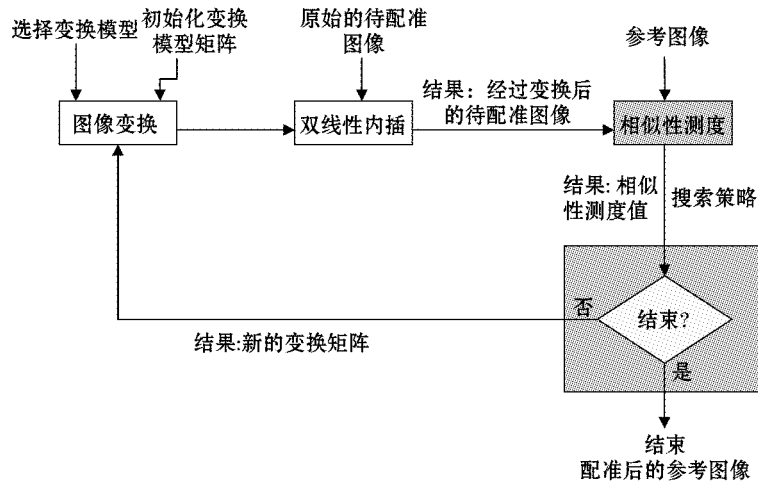 选择变换模型
初始化变换
模型矩阵
原始的待配准
图像
参考图像
图像变换
双线性内插
结果：经过变换后
的待配准图像
相似性测度
结果:相似
性测度值
搜索策略
否
结束?
结果:新的变换矩阵
是
结束
配准后的参考图像